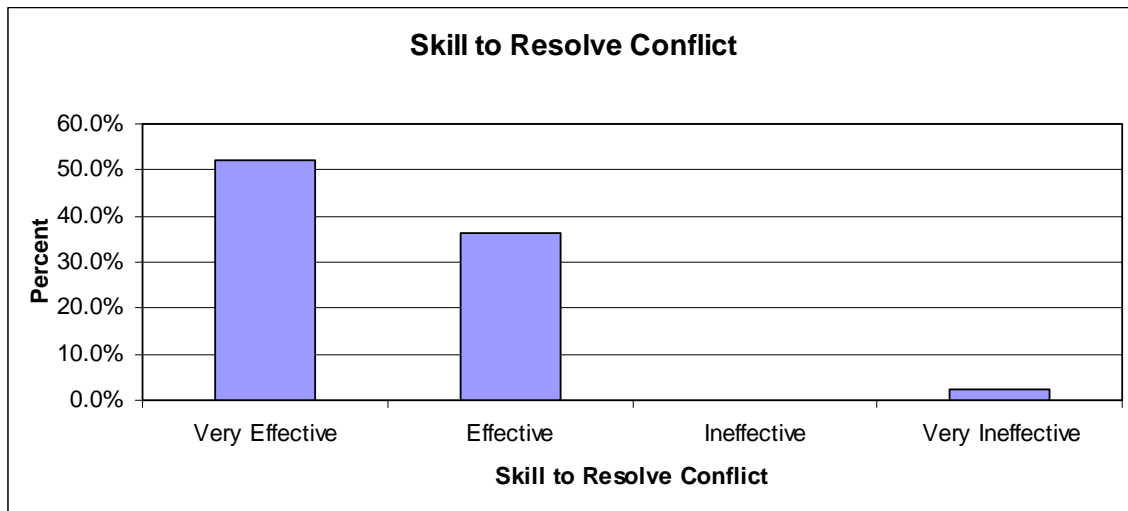 Skill to Resolve Conflict
60.0%
50.0%
40.0%
30.0%
20.0%
10.0%
0.0%
Percent
Very Effective
Effective
Ineffective
Very Ineffective
Skill to Resolve Conflict